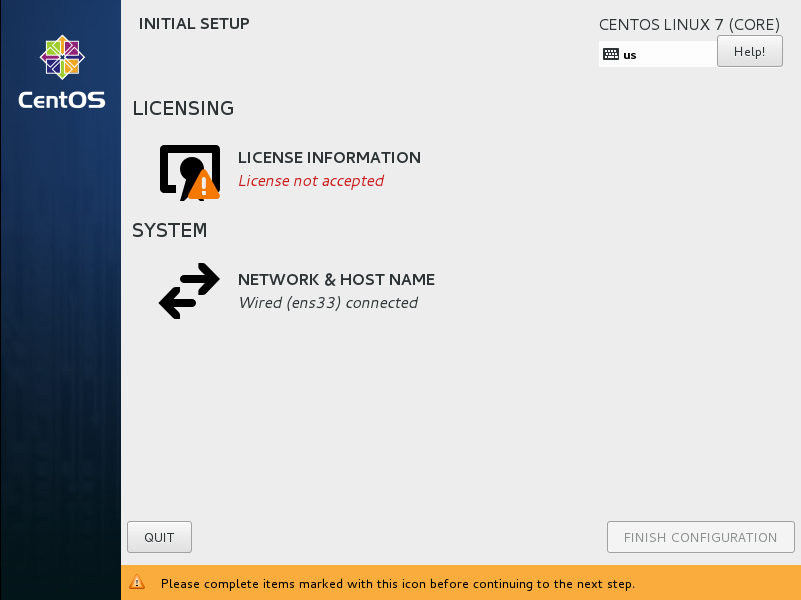 CentOS
INITIAL SETUP
CENTOS LINUX 7 (CORE)
us
Help!
LICENSING
LICENSE INFORMATION
License not accepted
SYSTEM
NETWORK & HOST NAME
Wired (ens33) connected
QUIT
FINISH CONFIGURATION
Please complete items marked with this icon before continuing to the next step.